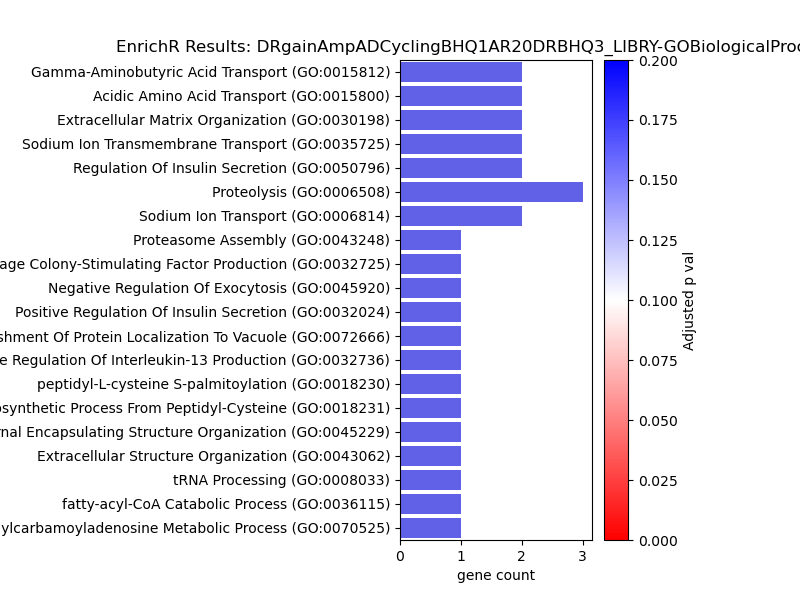 EnrichR Results: DRgainAmpADCyclingBHQ1AR20DRBHQ3_LIBRY-GOBiologicalProc
Gamma-Aminobutyric Acid Transport (GO:0015812)
Acidic Amino Acid Transport (GO:0015800)
Extracellular Matrix Organization (GO:0030198)
Sodium Ion Transmembrane Transport (GO:0035725)
Regulation Of Insulin Secretion (GO:0050796)
Proteolysis (GO:0006508)
Sodium Ion Transport (GO:0006814)
Proteasome Assembly (GO:0043248)
age Colony-Stimulating Factor Production (GO:0032725)
Negative Regulation Of Exocytosis (GO:0045920)
Positive Regulation Of Insulin Secretion (GO:0032024)
shment Of Protein Localization To Vacuole (GO:0072666)
e Regulation Of Interleukin-13 Production (GO:0032736)
peptidyl-L-cysteine S-palmitoylation (GO:0018230)
osynthetic Process From Peptidyl-Cysteine (GO:0018231)
nal Encapsulating Structure Organization (GO:0045229)
Extracellular Structure Organization (GO:0043062)
tRNA Processing (GO:0008033)
fatty-acyl-CoA Catabolic Process (GO:0036115)
ylcarbamoyladenosine Metabolic Process (GO:0070525)
0 1 2 3
gene count
0.200
0.175
0.150
0.125
0.100
0.075
0.050
0.025
0.000
Adjusted p val